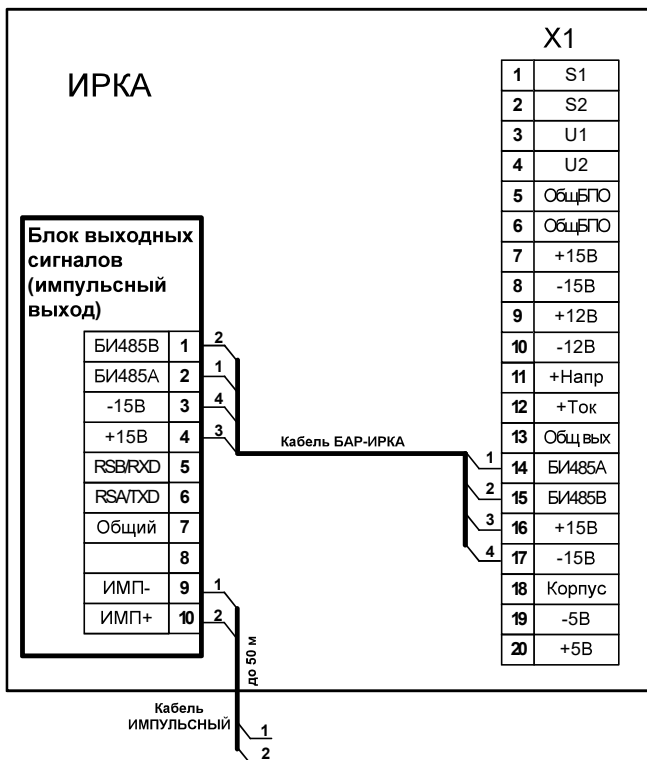 ИРКА
X1
1 S1
2 S2
3 U1
4 U2
5 ОбщБПО
6 ОбщБПО
7 +15В
8 -15В
9 +12В
10 -12В
11 +Напр
12 +Ток
13 Общ вых
14 БИ485А
15 БИ485В
16 +15В
17 -15В
18 Корпус
19 -5В
20 +5В
Блок выходных
сигналов
(импульсный
выход)
БИ485В 1 2
БИ485А 2 1
-15В 3 4
+15В 4 3
RSB/RXD 5
RSA/TXD 6
Общий 7
8
ИМП- 9 1
ИМП+ 10 2
Кабель БАР-ИРКА
1
2
3
4
до 50 м
Кабель
ИМПУЛЬСНЫЙ
1
2